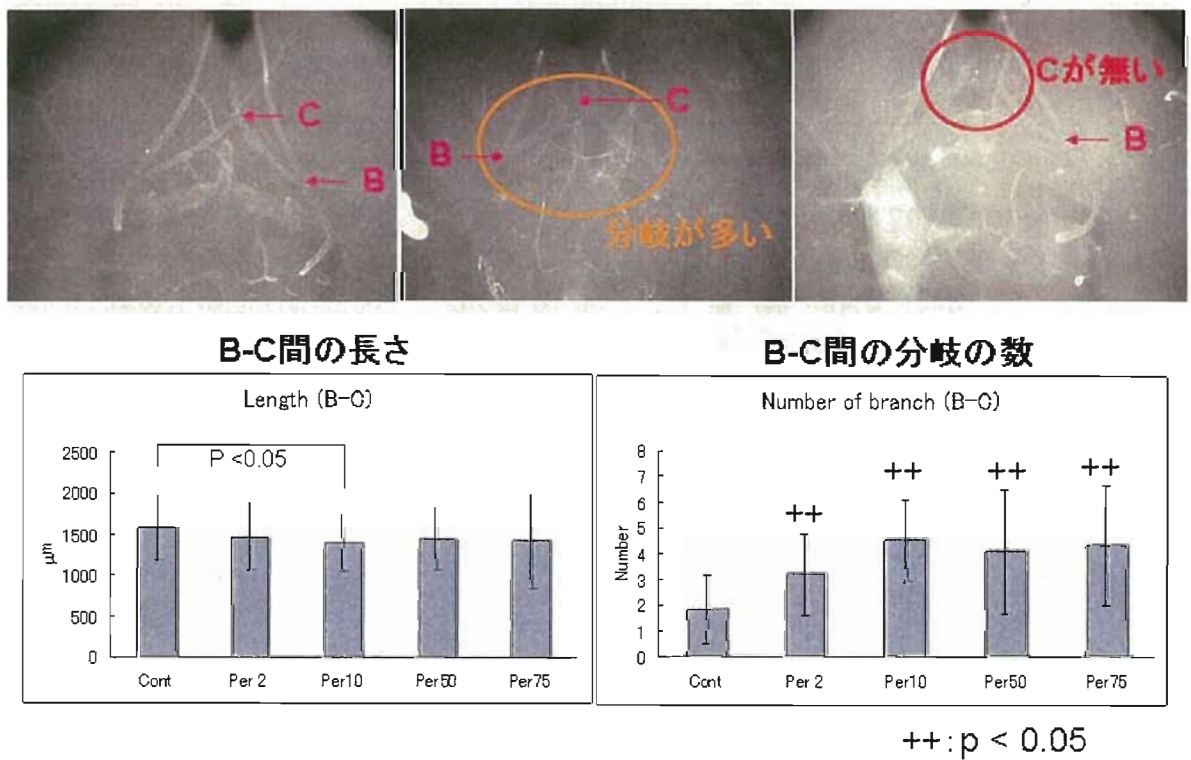 C
B
C
B
分岐が多い
Cが無い
B
B-C間の長さ
Length (B-C)
P <0.05
2500
2000
1500
1000
500
0
μm
Cont Per 2 Per10 Per50 Per75
B-C間の分岐の数
Number of branch (B-C)
8
7
6
5
4
3
2
1
0
Number
++ ++ ++ ++
Cont Per 2 Per10 Per50 Per75
++:p < 0.05